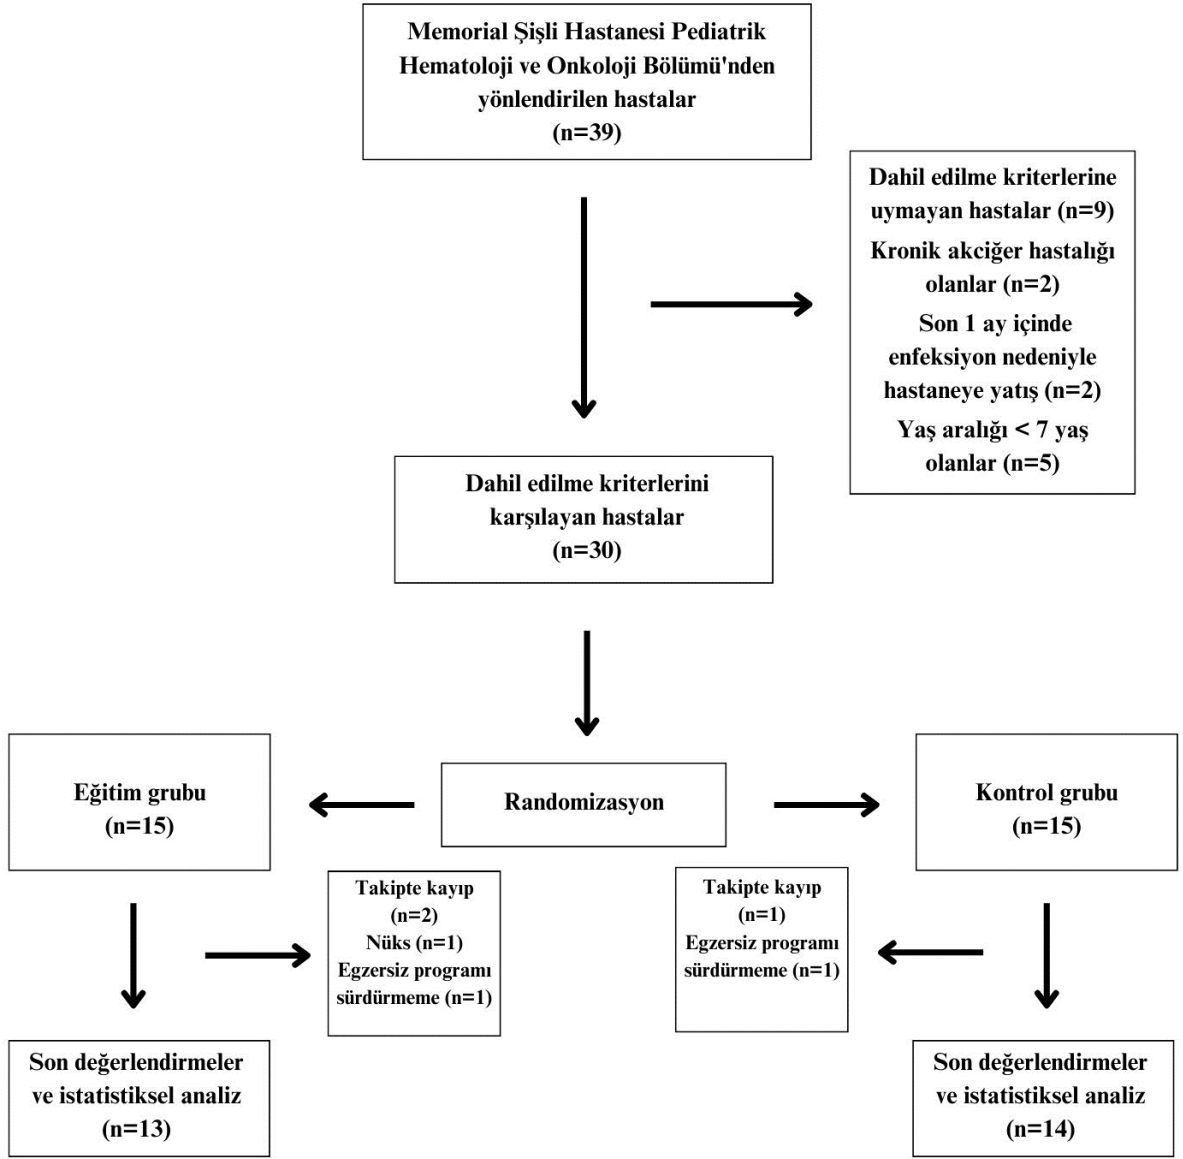 Memorial Şişli Hastanesi Pediatrik
Hematoloji ve Onkoloji Bölümü'nden
yönlendirilen hastalar
(n=39)
Dahil edilme kriterlerine
uymayan hastalar (n=9)
Kronik akciğer hastalığı
olanlar (n=2)
Son 1 ay içinde
enfeksiyon nedeniyle
hastaneye yatış (n=2)
Yaş aralığı < 7 yaş
olanlar (n=5)
Dahil edilme kriterlerini
karşılayan hastalar
(n=30)
Randomizasyon
Eğitim grubu
(n=15)
Kontrol grubu
(n=15)
Takipte kayıp
(n=2)
Nüks (n=1)
Egzersiz programı
sürdürmeme (n=1)
Takipte kayıp
(n=1)
Egzersiz programı
sürdürmeme (n=1)
Son değerlendirmeler
ve istatistiksel analiz
(n=13)
Son değerlendirmeler
ve istatistiksel analiz
(n=14)